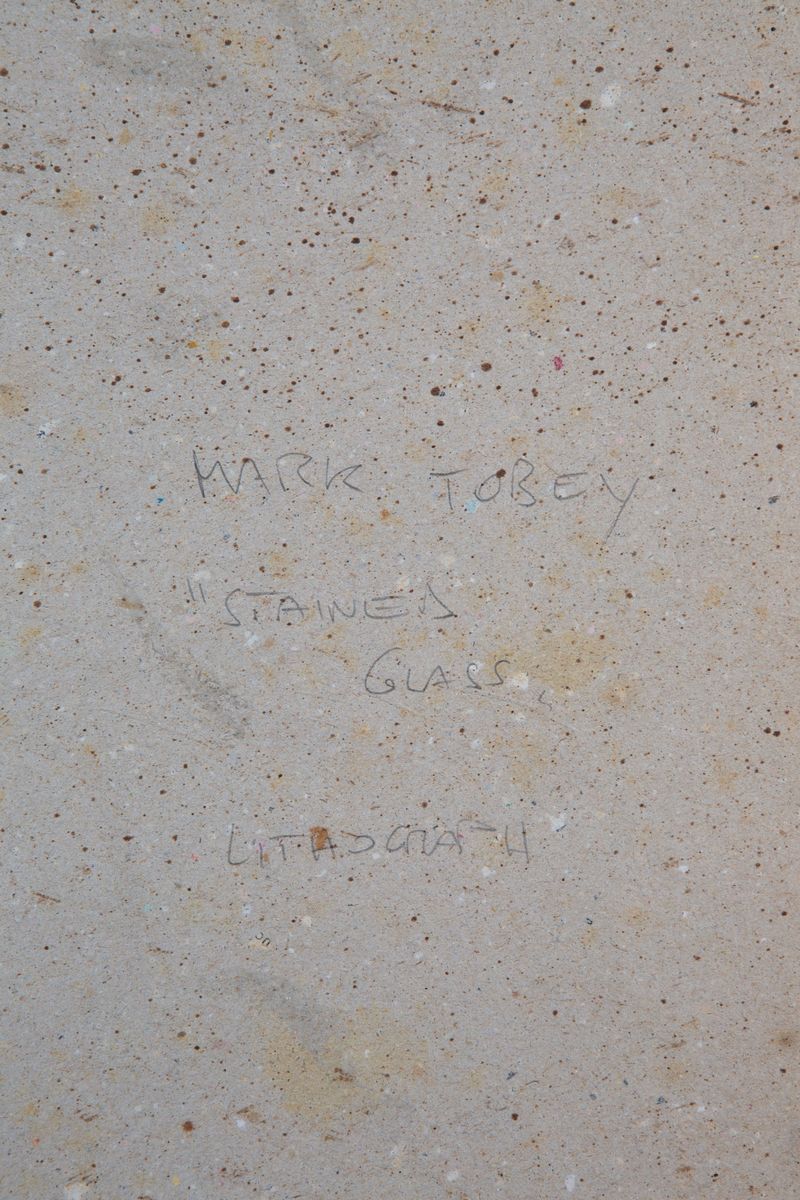 MARK TOBEY
"STAINED
GLASS„
LITHOGRAPH